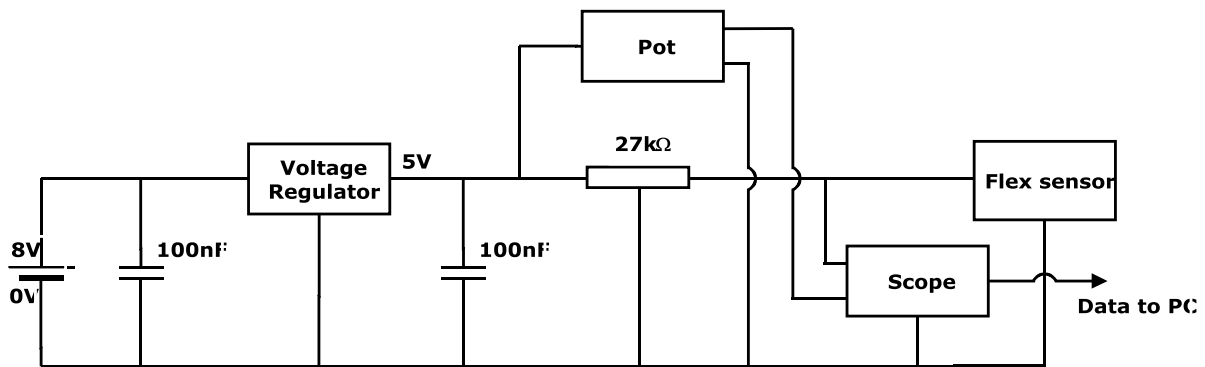 Pot
27kΩ
Voltage
Regulator
5V
Flex sensor
8V
100nF
100nF
0V
Scope
Data to PC